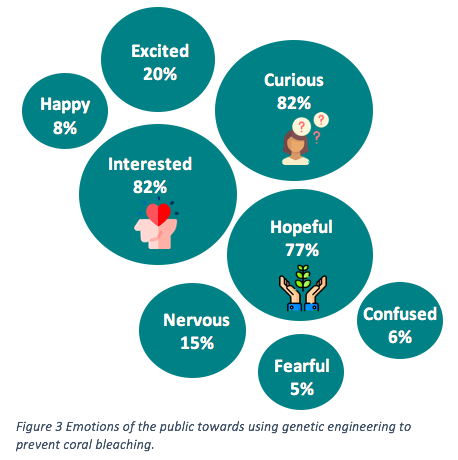 Excited
20%
Curious
82%
?
?
?
Happy
8%
Interested
82%
Hopeful
77%
Nervous
15%
Confused
6%
Fearful
5%
Figure 3 Emotions of the public towards using genetic engineering to
prevent coral bleaching.